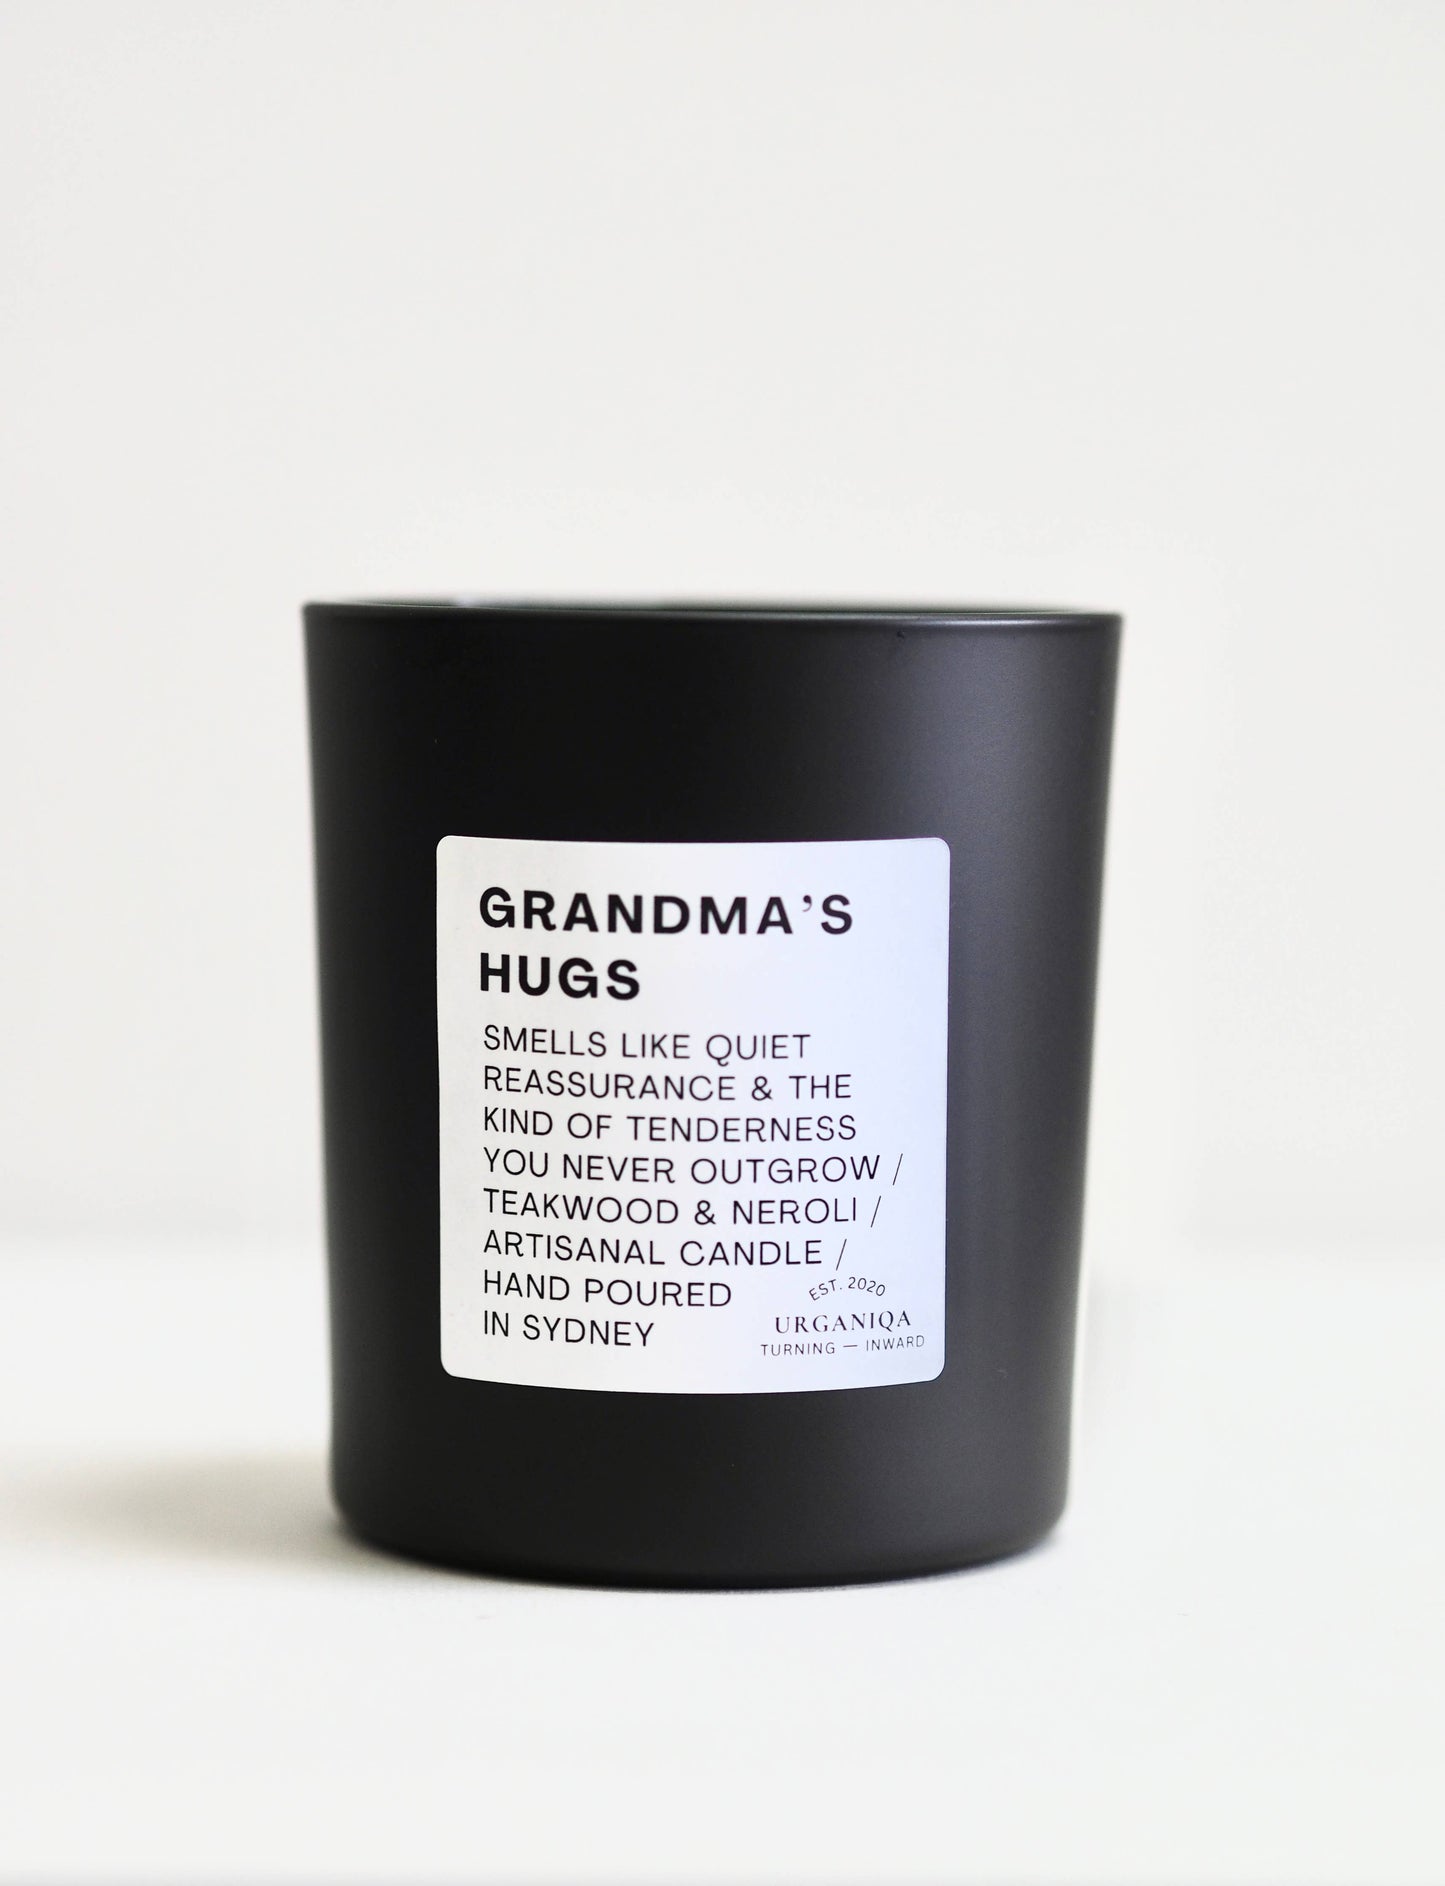 GRANDMA’S
HUGS
SMELLS LIKE QUIET
REASSURANCE & THE
KIND OF TENDERNESS
YOU NEVER OUTGROW /
TEAKWOOD & NEROLI /
ARTISANAL CANDLE /
HAND POURED
IN SYDNEY
EST. 2020
URGANIQA
TURNING — INWARD